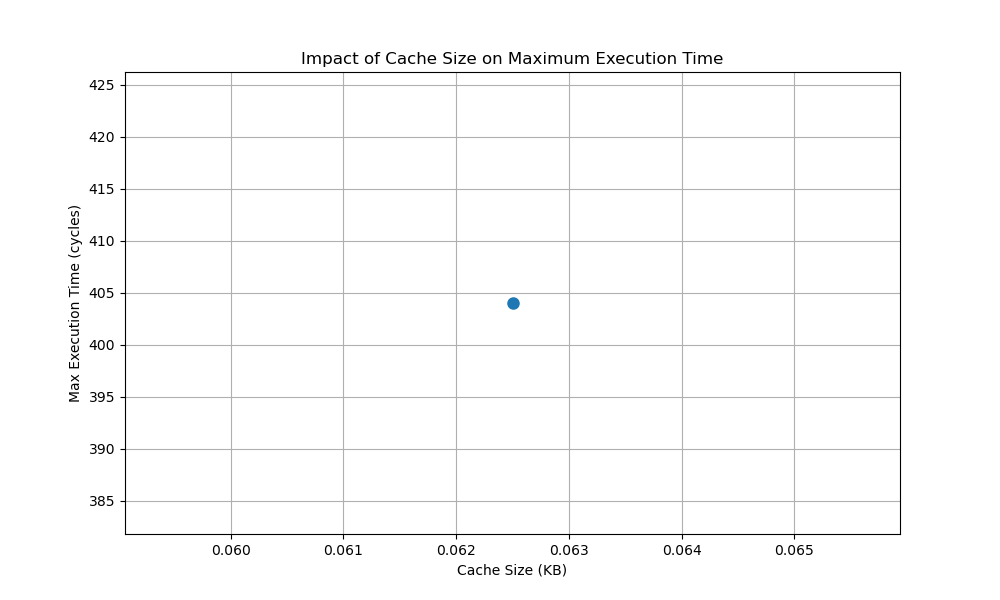 Impact of Cache Size on Maximum Execution Time
Max Execution Time (cycles)
425
420
415
410
405
400
395
390
385
0.060 0.061 0.062 0.063 0.064 0.065
Cache Size (KB)